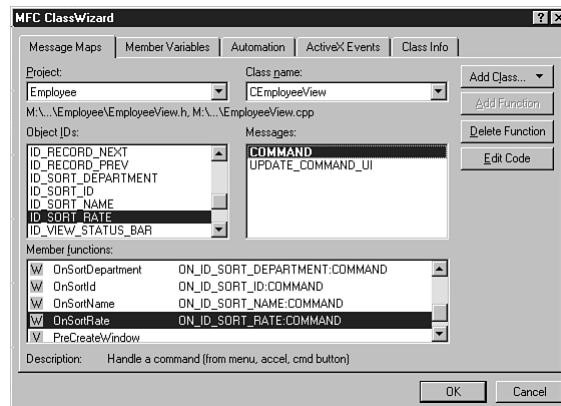 MFC ClassWizard
Message Maps Member Variables Automation ActiveX Events Class Info
Project: Class name:
Employee CEmployeeView
Add Class...
M:\...\Employee\EmployeeView.h, M:\...\EmployeeView.cpp
Add Function
Object IDs: Messages:
Delete Function
Edit Code
ID_RECORD_NEXT
ID_RECORD_PREV
ID_SORT_DEPARTMENT
ID_SORT_ID
ID_SORT_NAME
ID_SORT_RATE
ID_VIEW_STATUS_BAR
COMMAND
UPDATE_COMMAND_UI
Member functions:
W OnSortDepartment ON_ID_SORT_DEPARTMENT:COMMAND
W OnSortId ON_ID_SORT_ID:COMMAND
W OnSortName ON_ID_SORT_NAME:COMMAND
W OnSortRate ON_ID_SORT_RATE:COMMAND
V PreCreateWindow
Description: Handle a command (from menu, accel, cmd button)
OK Cancel